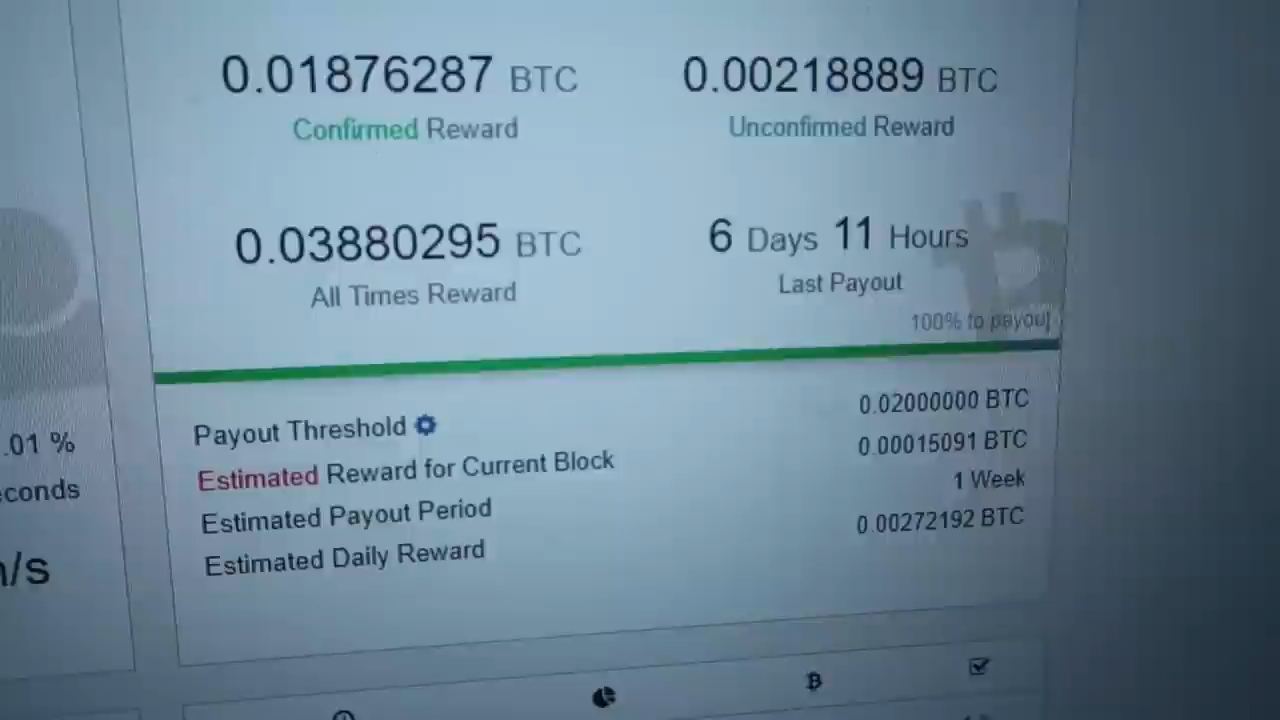 0.01876287 BTC
0.00218889 BTC
Confirmed Reward
Unconfirmed Reward
0.03880295 BTC
6 Days 11 Hours
All Times Reward
Last Payout
100% to payout
.01 %
Payout Threshold
0.02000000 BTC
Estimated Reward for Current Block
0.00015091 BTC
econds
Estimated Payout Period
1 Week
Estimated Daily Reward
0.00272192 BTC
/s